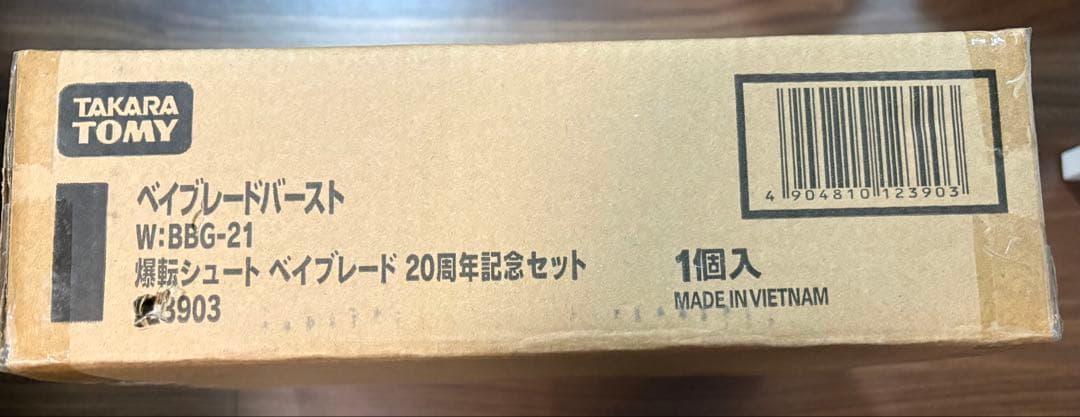 TAKARA
TOMY
ベイブレードバースト
W:BBG-21
爆転シュート ベイブレード 20周年記念セット
3903
1個入
MADE IN VIETNAM
4 904810 123903